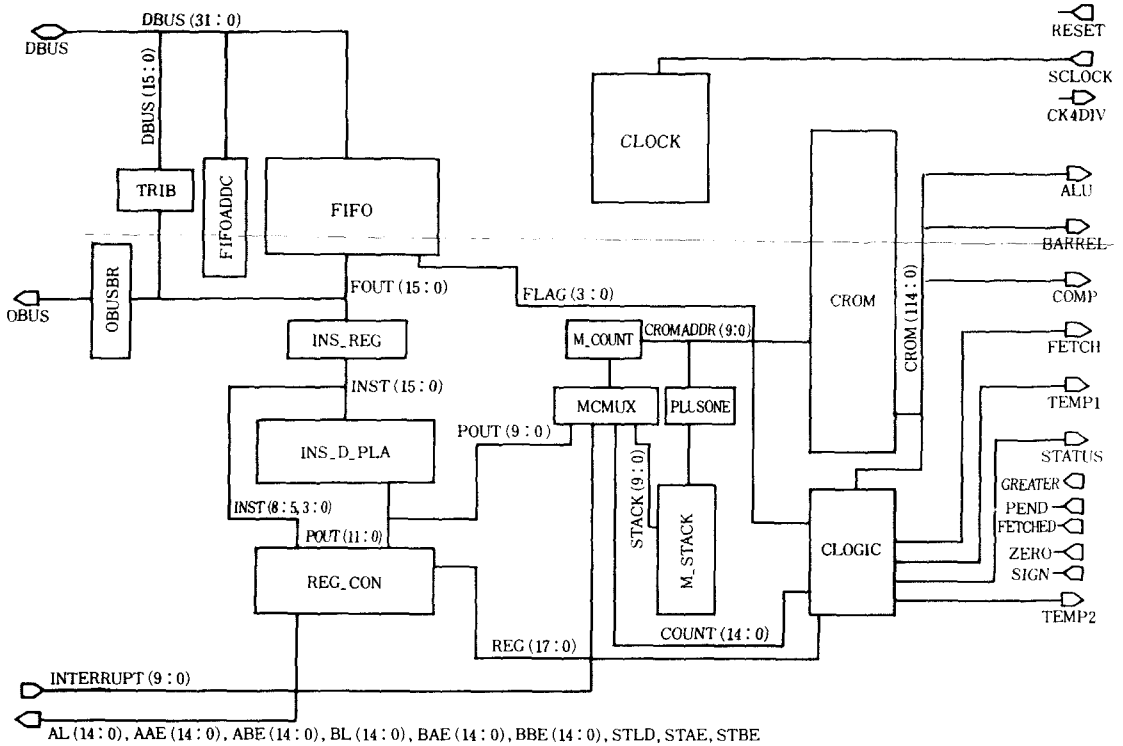 DBUS (31 : 0)
DBUS
DBUS (15 : 0)
RESET
SCLOCK
CK4DIV
CLOCK
TRIB
FIFOADDC
FIFO
CROM
ALU
BARREL
COMP
CROM (114 : 0)
OBUS
OBUSBR
FOUT (15 : 0)
FLAG (3 : 0)
INS_REG
M_COUNT
CROMADDR (9:0)
FETCH
INST (15 : 0)
MCMUX
PLUSONE
TEMP1
INS_D_PLA
POUT (9 : 0)
STACK (9 : 0)
STATUS
GREATER
PEND
FETCHED
ZERO
SIGN
TEMP2
INST (8 : 5, 3 : 0)
POUT (11 : 0)
M_STACK
CLOGIC
REG_CON
COUNT (14 : 0)
REG (17 : 0)
INTERRUPT (9 : 0)
AL (14 : 0), AAE (14 : 0), ABE (14 : 0), BL (14 : 0), BAE (14 : 0), BBE (14 : 0), STLD, STAE, STBE